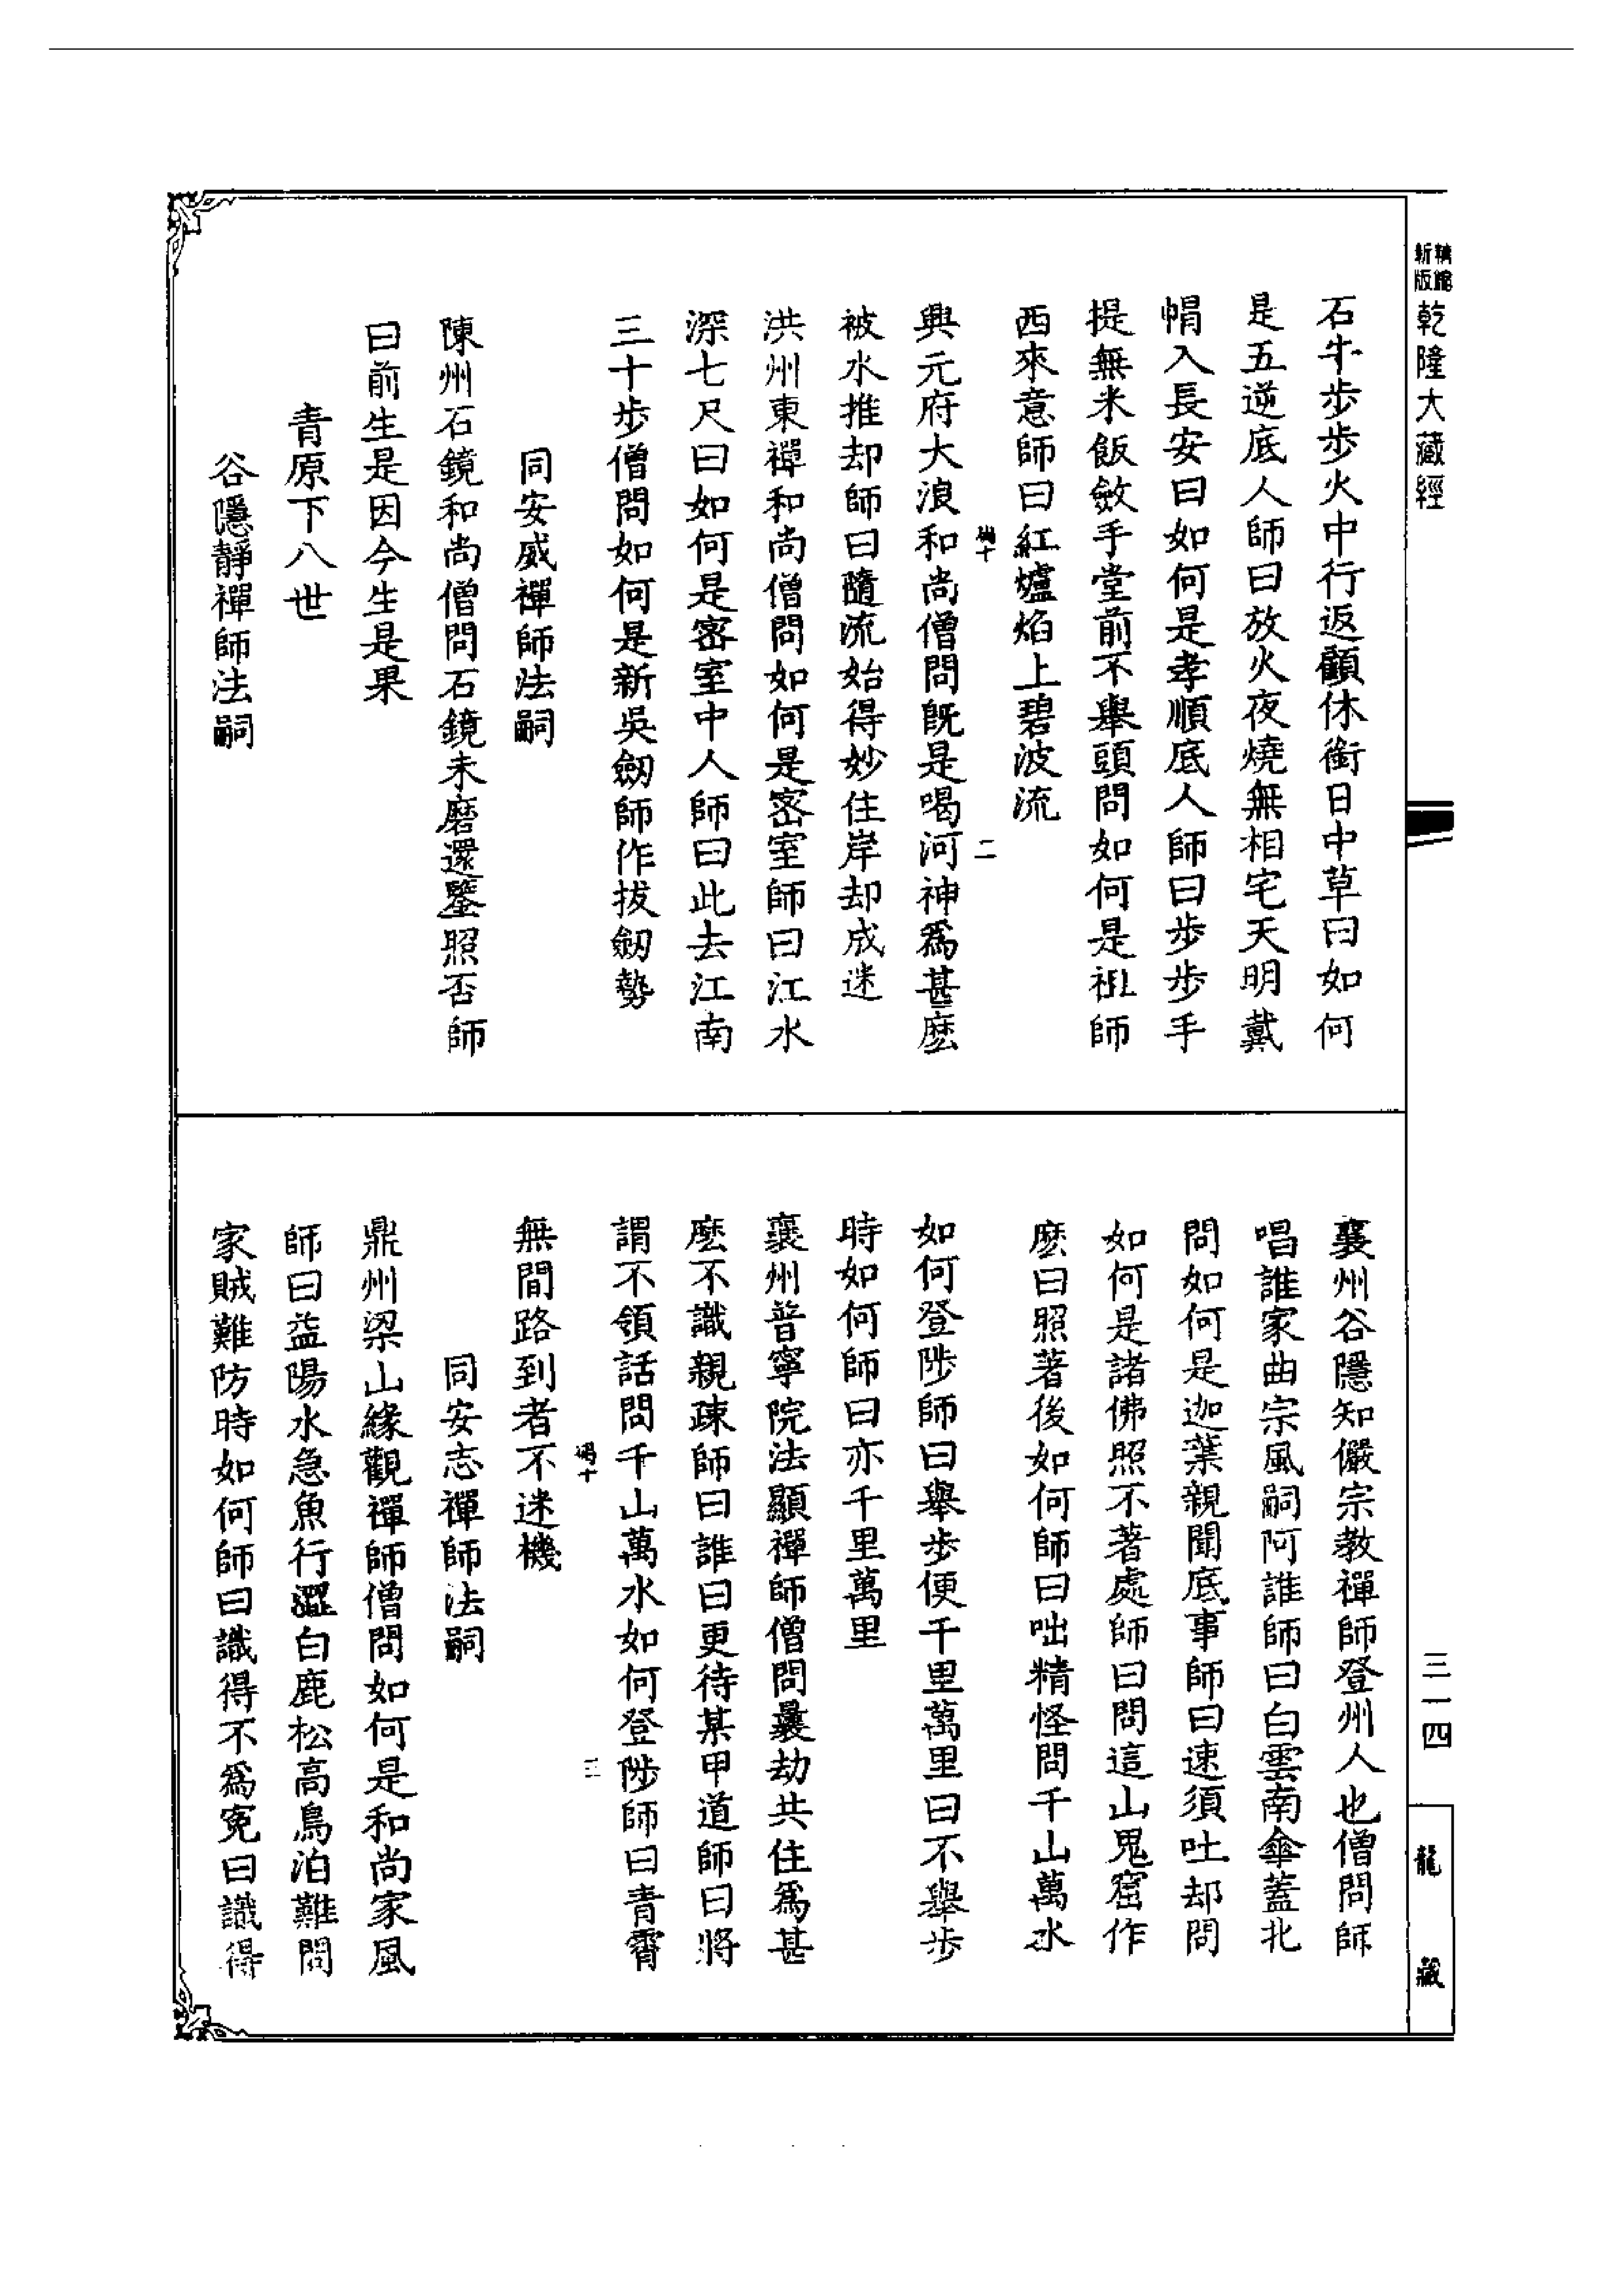 精縮新版乾隆大藏經
石牛步步火中行返顧休銜日中草曰如何
是五逆底人師曰放火夜燒無相宅天明戴
帽入長安曰如何是孝順底人師曰步步手
提無米飯斂手堂前不舉頭問如何是祖師
西來意師曰紅爐焰上碧波流
二
興元府大浪和尚僧問旣是喝河神爲甚麽
被水推却師曰隨流始得妙住岸却成迷
洪州東禪和尚僧問如何是密室師曰江水
深七尺曰如何是密室中人師曰此去江南
三十步僧問如何是新吳劒師作拔劒勢
同安威禪師法嗣
陳州石鏡和尚僧問石鏡未磨還鑒照否師
曰前生是因今生是果
青原下八世
谷隱靜禪師法嗣
三一四
龍藏
襄州谷隱知儼宗教禪師登州人也僧問師
唱誰家曲宗風嗣阿誰師曰白雲南傘蓋北
問如何是迦葉親聞底事師曰速須吐却問
如何是諸佛照不著處師曰問這山鬼窟作
麽曰照著後如何師曰咄精怪問千山萬水
如何登陟師曰舉步便千里萬里曰不舉步
時如何師曰亦千里萬里
襄州普寧院法顯禪師僧問曩劫共住爲甚
麽不識親疎師曰誰曰更待某甲道師曰將
謂不領話問千山萬水如何登陟師曰青霄
三
無間路到者不迷機
同安志禪師法嗣
鼎州梁山緣觀禪師僧問如何是和尚家風
師曰益陽水急魚行澀白鹿松高鳥泊難問
家賊難防時如何師曰識得不爲冤曰識得